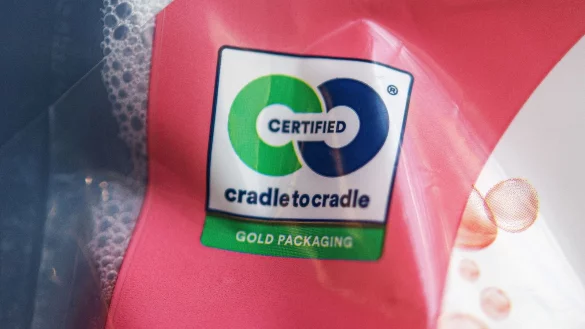 ®
CERTIFIED
cradletocradle
GOLD PACKAGING